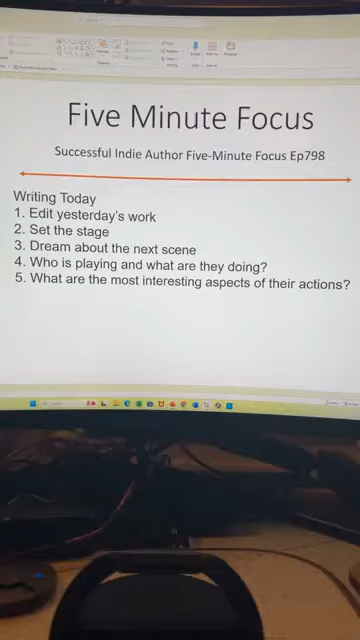 Five Minute Focus
Successful Indie Author Five-Minute Focus Ep798
Writing Today
1. Edit yesterday's work
2. Set the stage
3. Dream about the next scene
4. Who is playing and what are they doing?
5. What are the most interesting aspects of their actions?